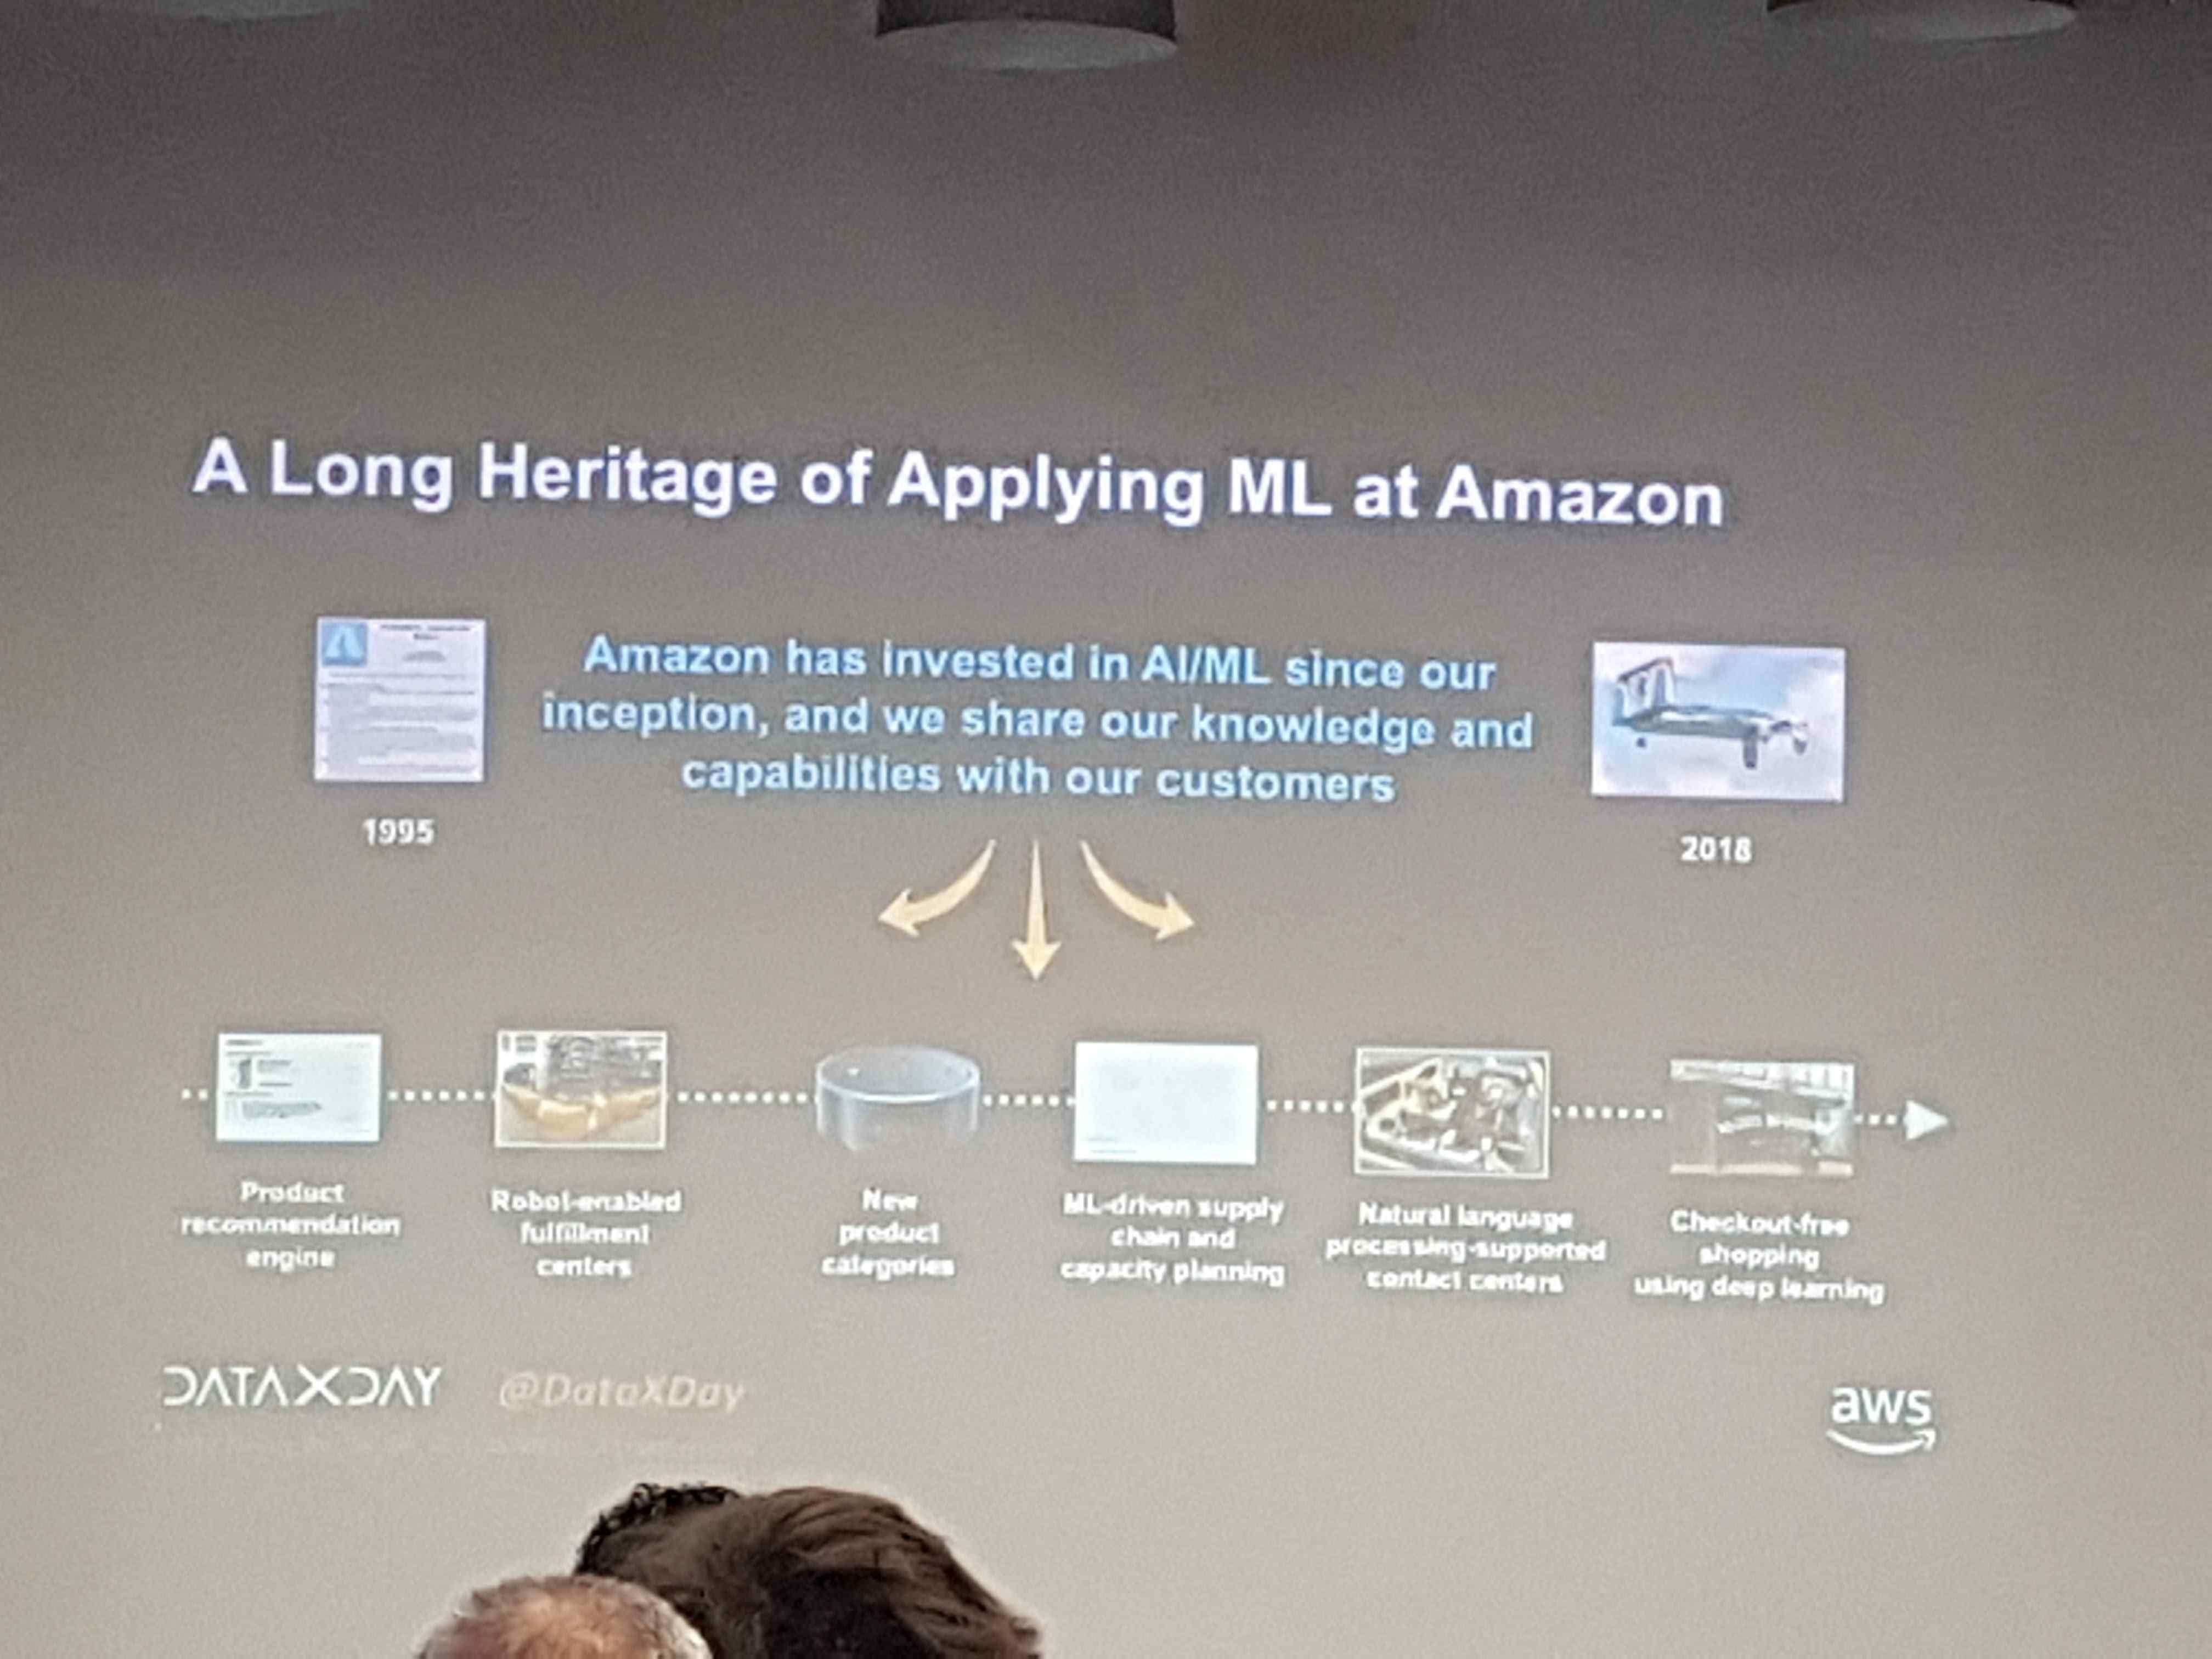 A Long Heritage of Applying ML at Amazon
Amazon has invested in AI/ML since our
inception, and we share our knowledge and
capabilities with our customers
1995
2018
Product
recommendation
engine
Robot-enabled
fulfillment
centers
New
product
categories
ML-driven supply
chain and
capacity planning
Natural language
processing-supported
contact centers
Checkout-free
shopping
using deep learning
DATAXDAY
@DataXDay
aws